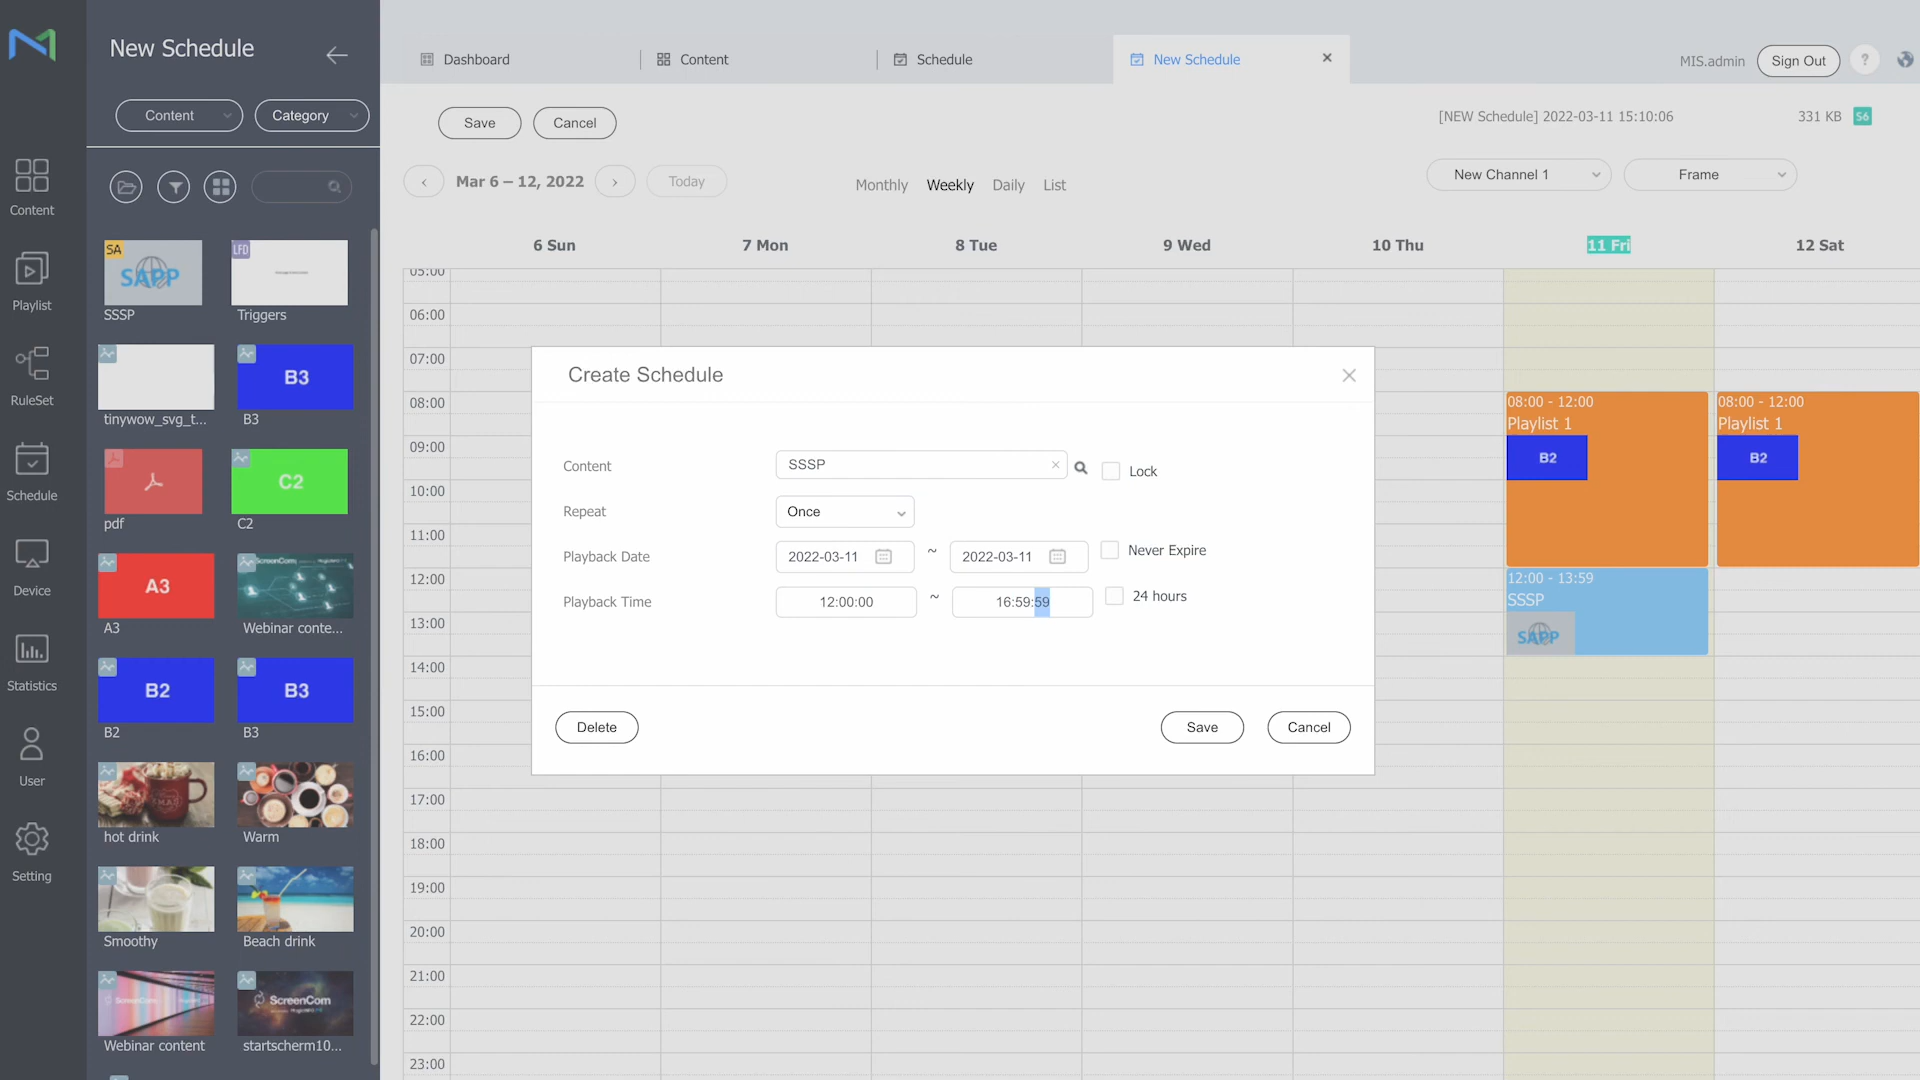 New Schedule
Content
Category
SA
SAPP
SSSP
LFD
Triggers
tinywow_svg_t...
B3
B3
pdf
C2
C2
A3
A3
ScreenCom
Webinar conte...
B2
B2
B3
B3
hot drink
Warm
Smoothy
Beach drink
ScreenCom
Webinar content
ScreenCom
startscherm10...
Content
Playlist
RuleSet
Schedule
Device
Statistics
User
Setting
Dashboard
Content
Schedule
New Schedule
MIS.admin
Sign Out
?
Save
Cancel
[NEW Schedule] 2022-03-11 15:10:06
331 KB
S6
Mar 6 – 12, 2022
Today
Monthly
Weekly
Daily
List
New Channel 1
Frame
6 Sun
7 Mon
8 Tue
9 Wed
10 Thu
11 Fri
12 Sat
05:00
06:00
07:00
08:00
09:00
10:00
11:00
12:00
13:00
14:00
15:00
16:00
17:00
18:00
19:00
20:00
21:00
22:00
23:00
08:00 - 12:00
Playlist 1
B2
08:00 - 12:00
Playlist 1
B2
12:00 - 13:59
SSSP
SAPP
Create Schedule
Content
SSSP
Lock
Repeat
Once
Playback Date
2022-03-11 ~ 2022-03-11
Never Expire
Playback Time
12:00:00 ~ 16:59:59
24 hours
Delete
Save
Cancel